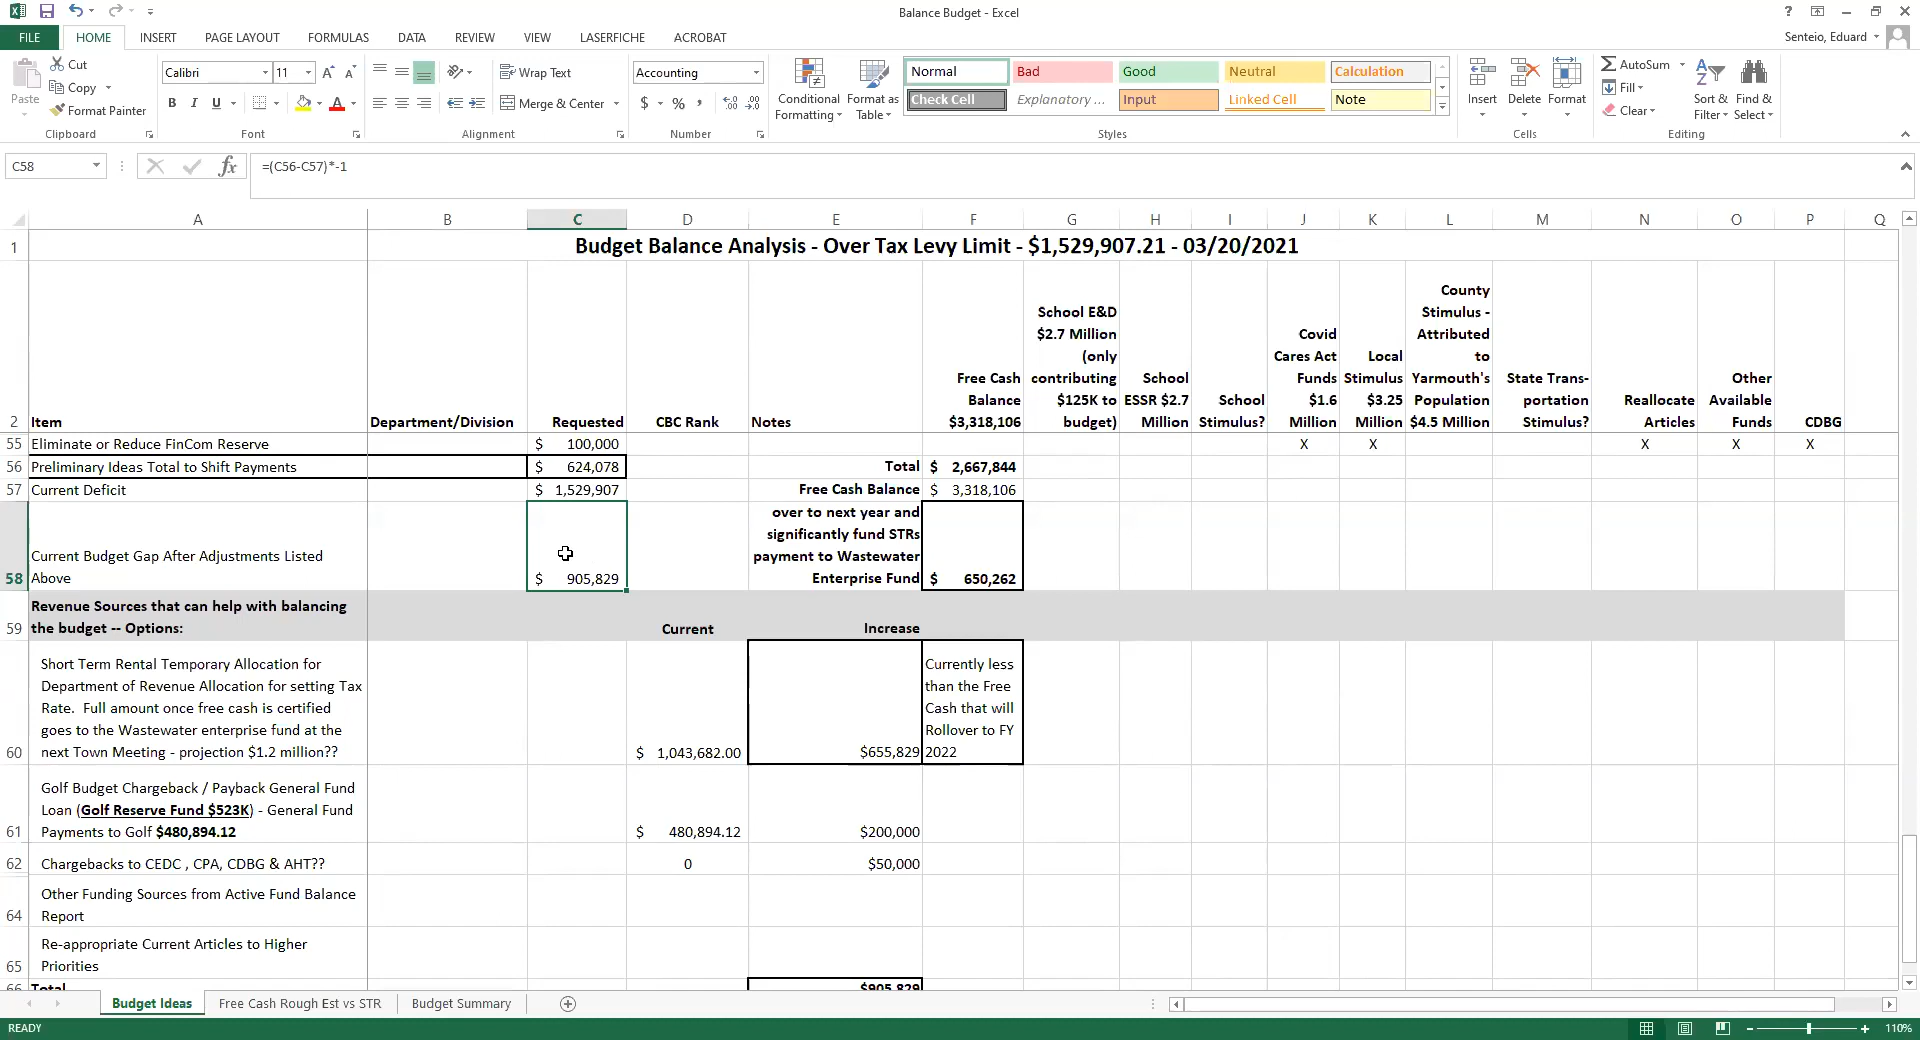 Balance Budget - Excel
FILE HOME INSERT PAGE LAYOUT FORMULAS DATA REVIEW VIEW LASERFICHE ACROBAT
Senteio, Eduard
Cut
Copy
Format Painter
Paste
Clipboard
Calibri 11
B I U
Font
Wrap Text
Merge & Center
Alignment
Accounting
$ % ,
Number
Conditional Formatting
Format as Table
Normal Bad Good Neutral Calculation
Check Cell Explanatory ... Input Linked Cell Note
Styles
Insert Delete Format
Cells
AutoSum
Fill
Clear
Sort & Filter
Find & Select
Editing
C58 fx =(C56-C57)*-1
A B C D E F G H I J K L M N O P Q
1 Budget Balance Analysis - Over Tax Levy Limit - $1,529,907.21 - 03/20/2021
2 Item
Department/Division
Requested
CBC Rank
Notes
Free Cash
Balance
$3,318,106
School E&D
$2.7 Million
(only
contributing
$125K to
budget)
School
ESSR $2.7
Million
School
Stimulus?
Covid
Cares Act
Funds
$1.6
Million
Local
Stimulus
$3.25
Million
County
Stimulus -
Attributed
to
Yarmouth's
Population
$4.5 Million
State Trans-
portation
Stimulus?
Reallocate
Articles
Other
Available
Funds
CDBG
55 Eliminate or Reduce FinCom Reserve $ 100,000 X X X X X
56 Preliminary Ideas Total to Shift Payments $ 624,078 Total $ 2,667,844
57 Current Deficit $ 1,529,907 Free Cash Balance $ 3,318,106
58 Current Budget Gap After Adjustments Listed
Above
$ 905,829
over to next year and
significantly fund STRs
payment to Wastewater
Enterprise Fund
$ 650,262
59 Revenue Sources that can help with balancing
the budget -- Options:
Current Increase
60 Short Term Rental Temporary Allocation for
Department of Revenue Allocation for setting Tax
Rate. Full amount once free cash is certified
goes to the Wastewater enterprise fund at the
next Town Meeting - projection $1.2 million??
$ 1,043,682.00 $655,829
Currently less
than the Free
Cash that will
Rollover to FY
2022
61 Golf Budget Chargeback / Payback General Fund
Loan (Golf Reserve Fund $523K) - General Fund
Payments to Golf $480,894.12
$ 480,894.12 $200,000
62 Chargebacks to CEDC , CPA, CDBG & AHT?? 0 $50,000
64 Other Funding Sources from Active Fund Balance
Report
65 Re-appropriate Current Articles to Higher
Priorities
66 Total $905,829
Budget Ideas Free Cash Rough Est vs STR Budget Summary
READY 110%